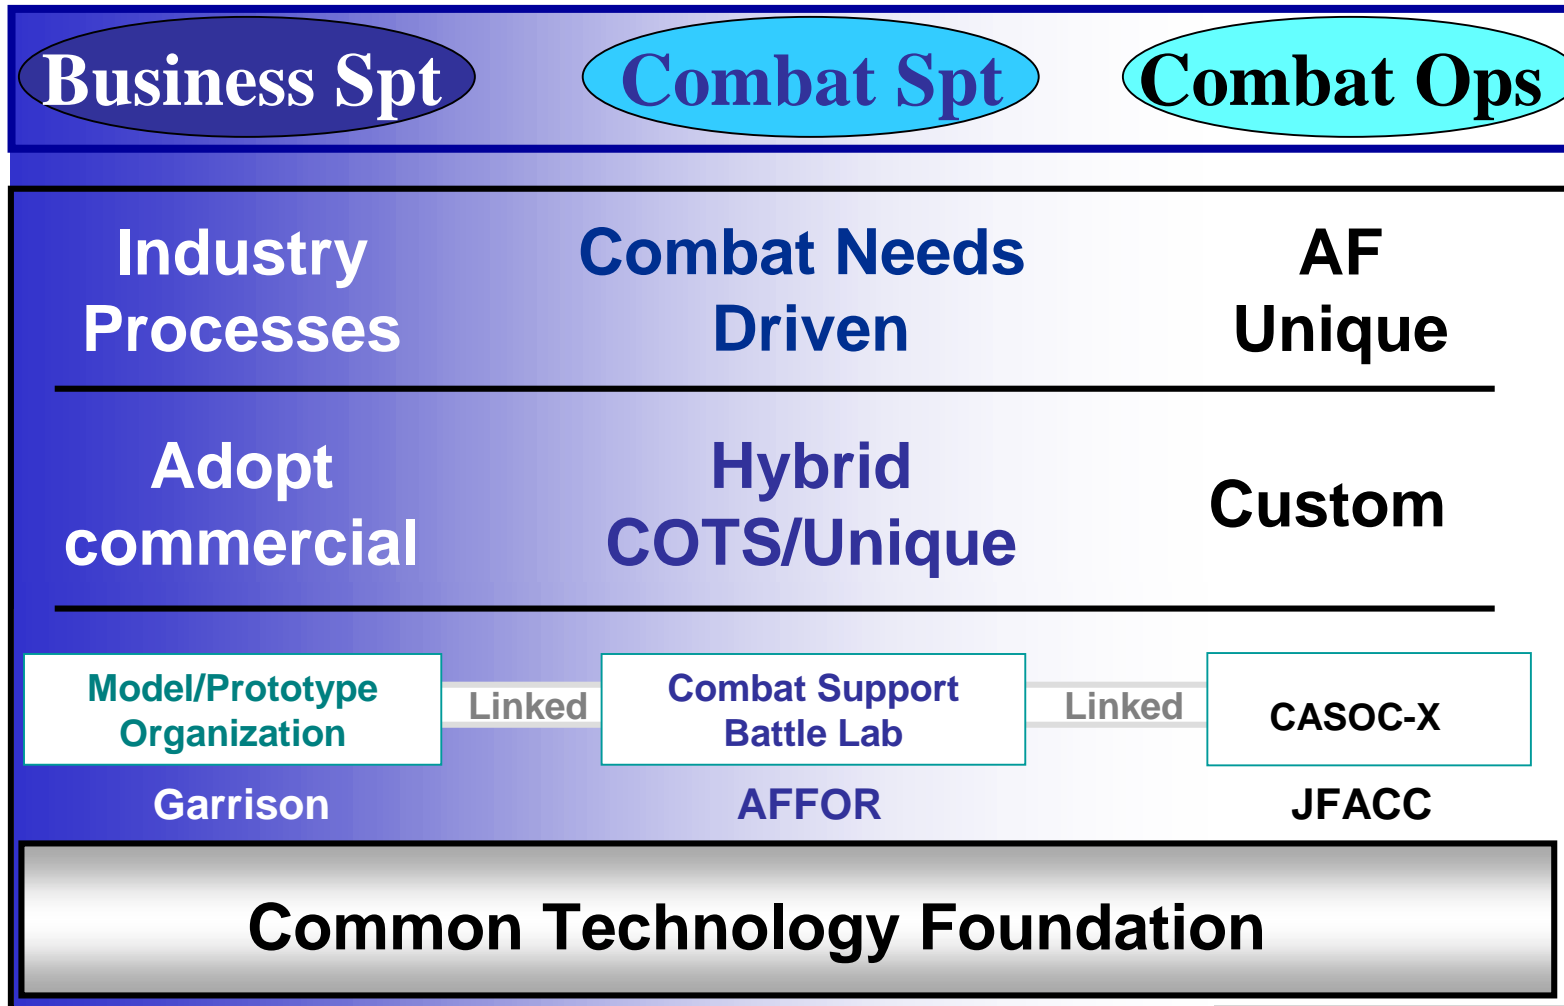 Business Spt
Combat Spt
Combat Ops
Industry
Processes
Combat Needs
Driven
AF
Unique
Adopt
commercial
Hybrid
COTS/Unique
Custom
Model/Prototype
Organization
Linked
Combat Support
Battle Lab
Linked
CASOC-X
Garrison
AFFOR
JFACC
Common Technology Foundation